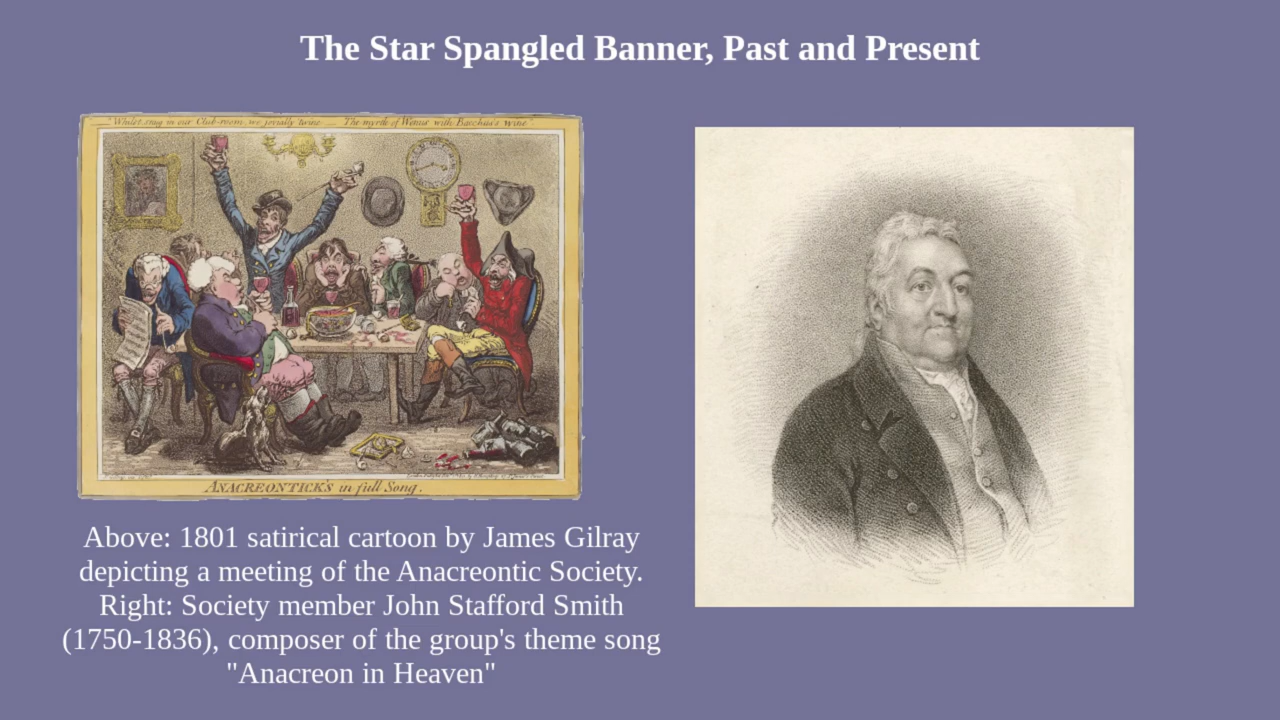 The Star Spangled Banner, Past and Present
"Whilst snug in our Club-room, we jovially twine — The myrtle of Venus with Bacchus's wine".
ANACREONTICK'S in full Song.
Above: 1801 satirical cartoon by James Gilray
depicting a meeting of the Anacreontic Society.
Right: Society member John Stafford Smith
(1750-1836), composer of the group's theme song
"Anacreon in Heaven"